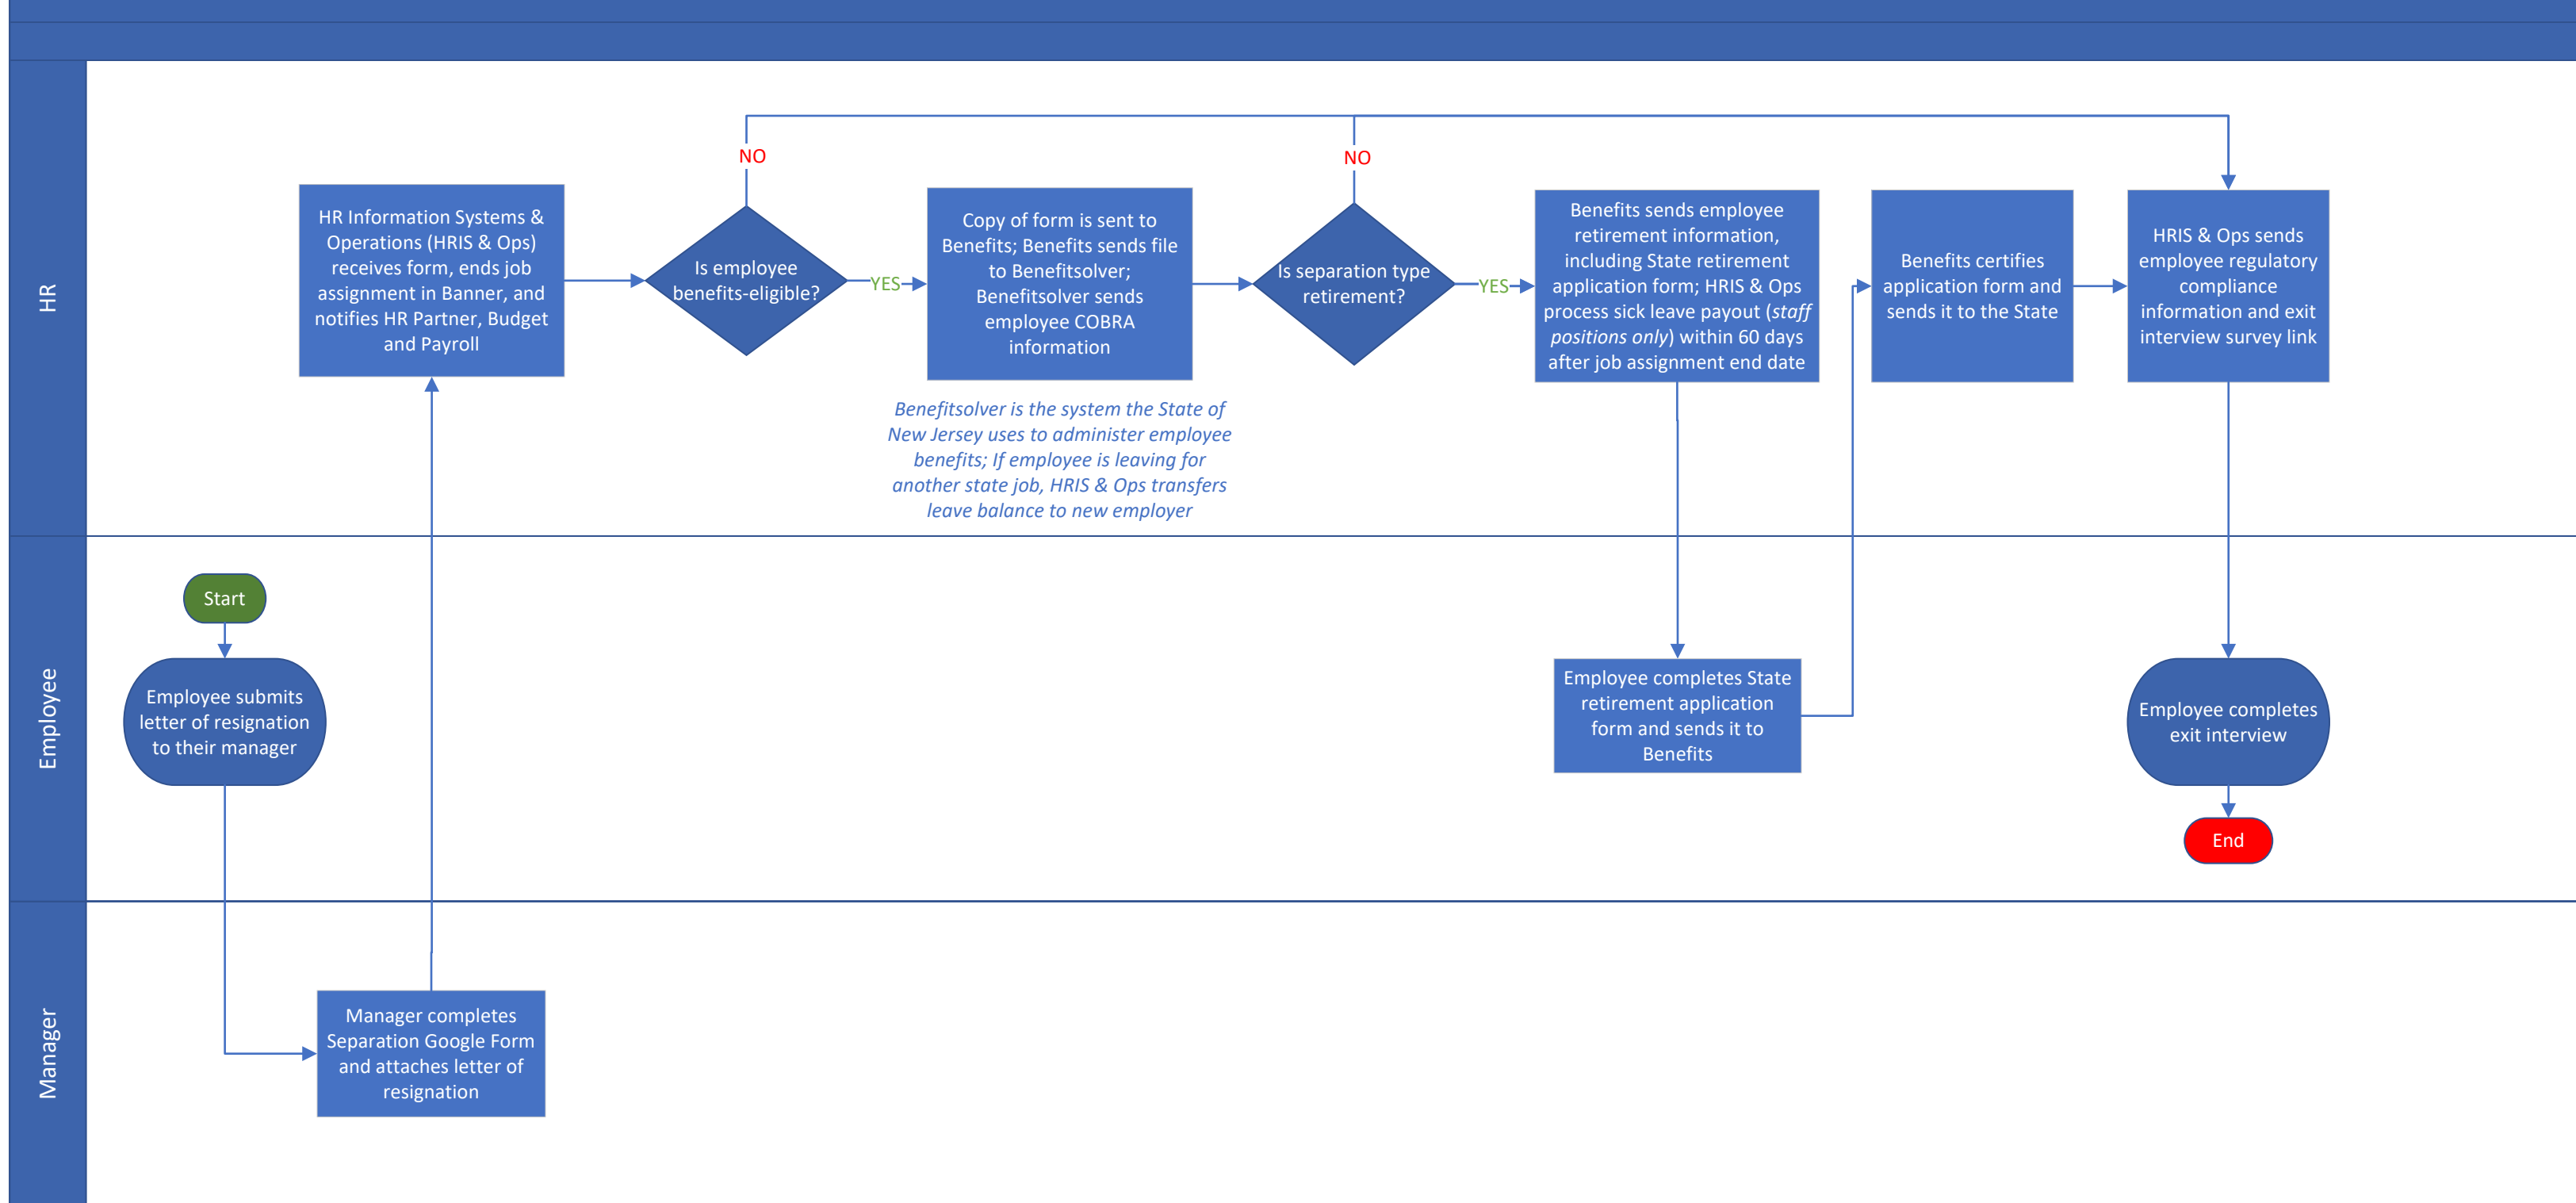 HR
NO
NO
HR Information Systems &
Operations (HRIS & Ops)
receives form, ends job
assignment in Banner, and
notifies HR Partner, Budget
and Payroll
Is employee
benefits-eligible?
YES
Copy of form is sent to
Benefits; Benefits sends file
to Benefitsolver;
Benefitsolver sends
employee COBRA
information
Benefitsolver is the system the State of
New Jersey uses to administer employee
benefits; If employee is leaving for
another state job, HRIS & Ops transfers
leave balance to new employer
Is separation type
retirement?
YES
Benefits sends employee
retirement information,
including State retirement
application form; HRIS & Ops
process sick leave payout (staff
positions only) within 60 days
after job assignment end date
Benefits certifies
application form and
sends it to the State
HRIS & Ops sends
employee regulatory
compliance
information and exit
interview survey link
Employee
Start
Employee submits
letter of resignation
to their manager
Employee completes State
retirement application
form and sends it to
Benefits
Employee completes
exit interview
End
Manager
Manager completes
Separation Google Form
and attaches letter of
resignation